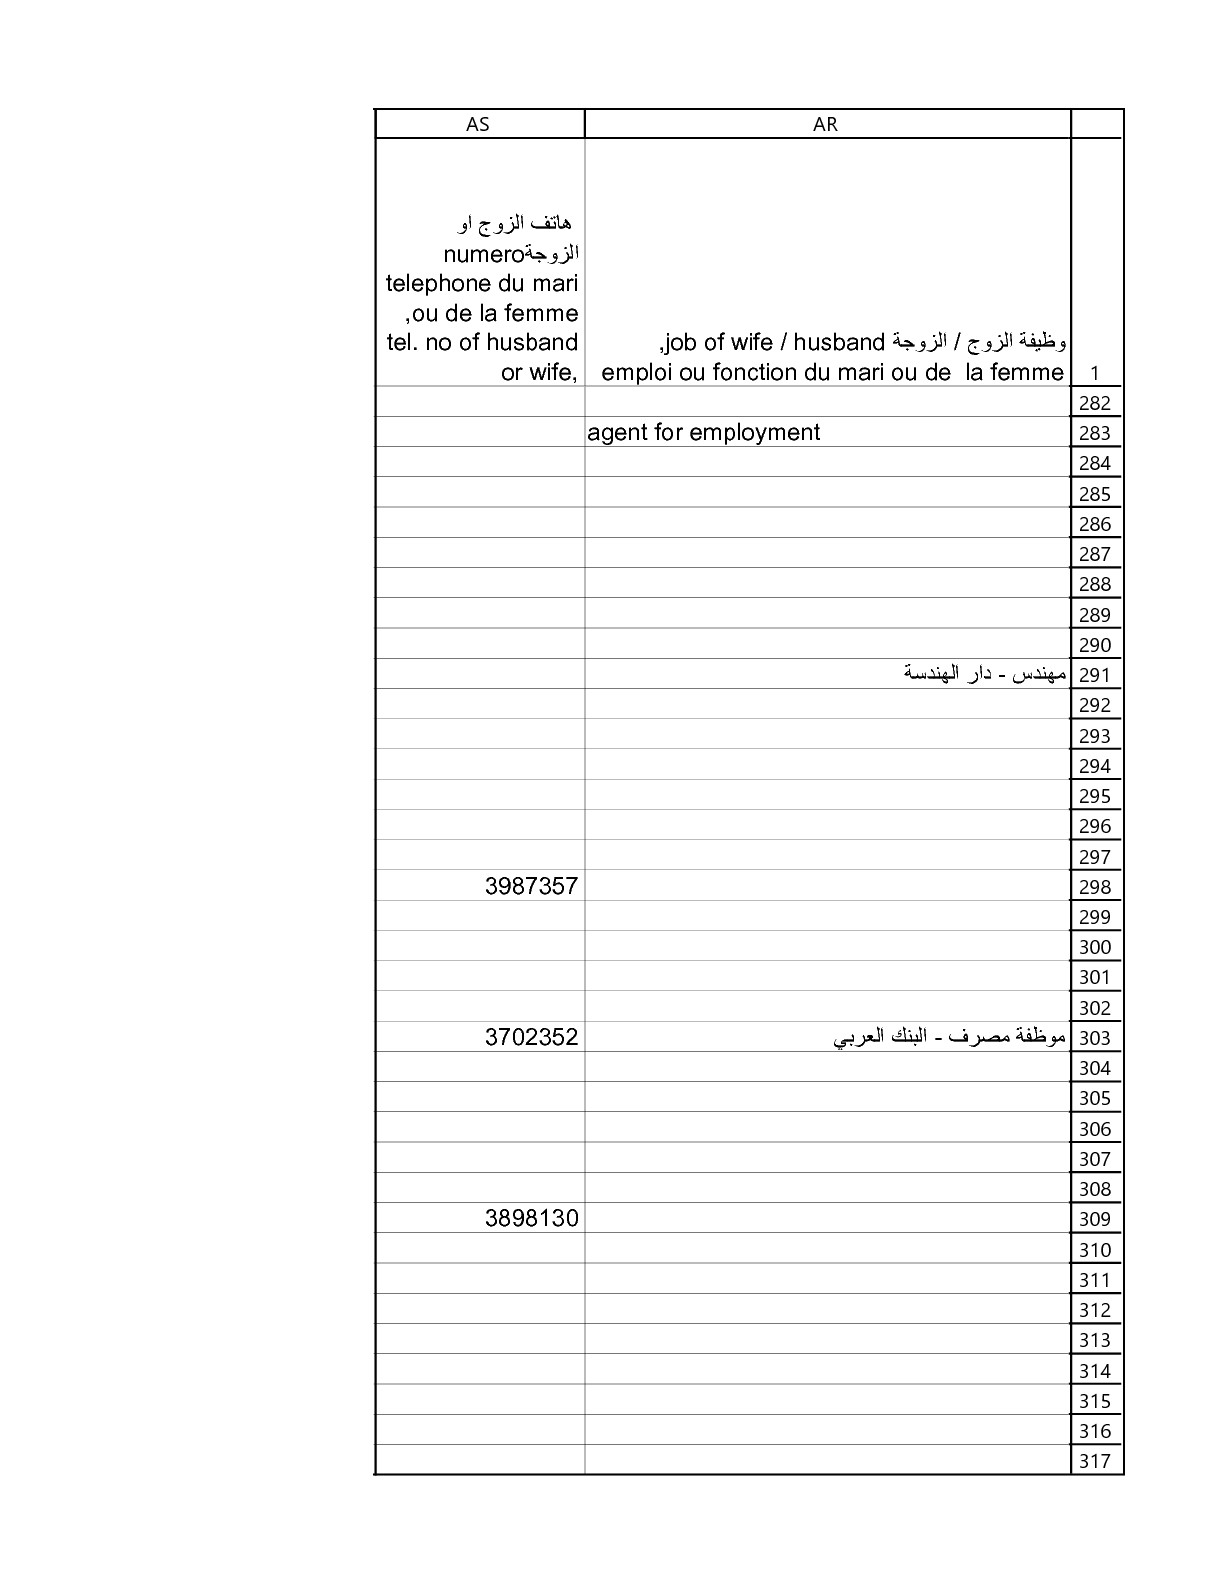 AR AS
1
وظيفة الزوج / الزوجة job of wife / husband,
emploi ou fonction du mari ou de  la femme
هاتف الزوج او
الزوجةnumero
telephone du mari
ou de la femme,
tel. no of husband
or wife,
282
283 agent for employment
284
285
286
287
288
289
290
291 مهندس - دار الهندسة
292
293
294
295
296
297
298 3987357
299
300
301
302
303 موظفة مصرف - البنك العربي 3702352
304
305
306
307
308
309 3898130
310
311
312
313
314
315
316
317